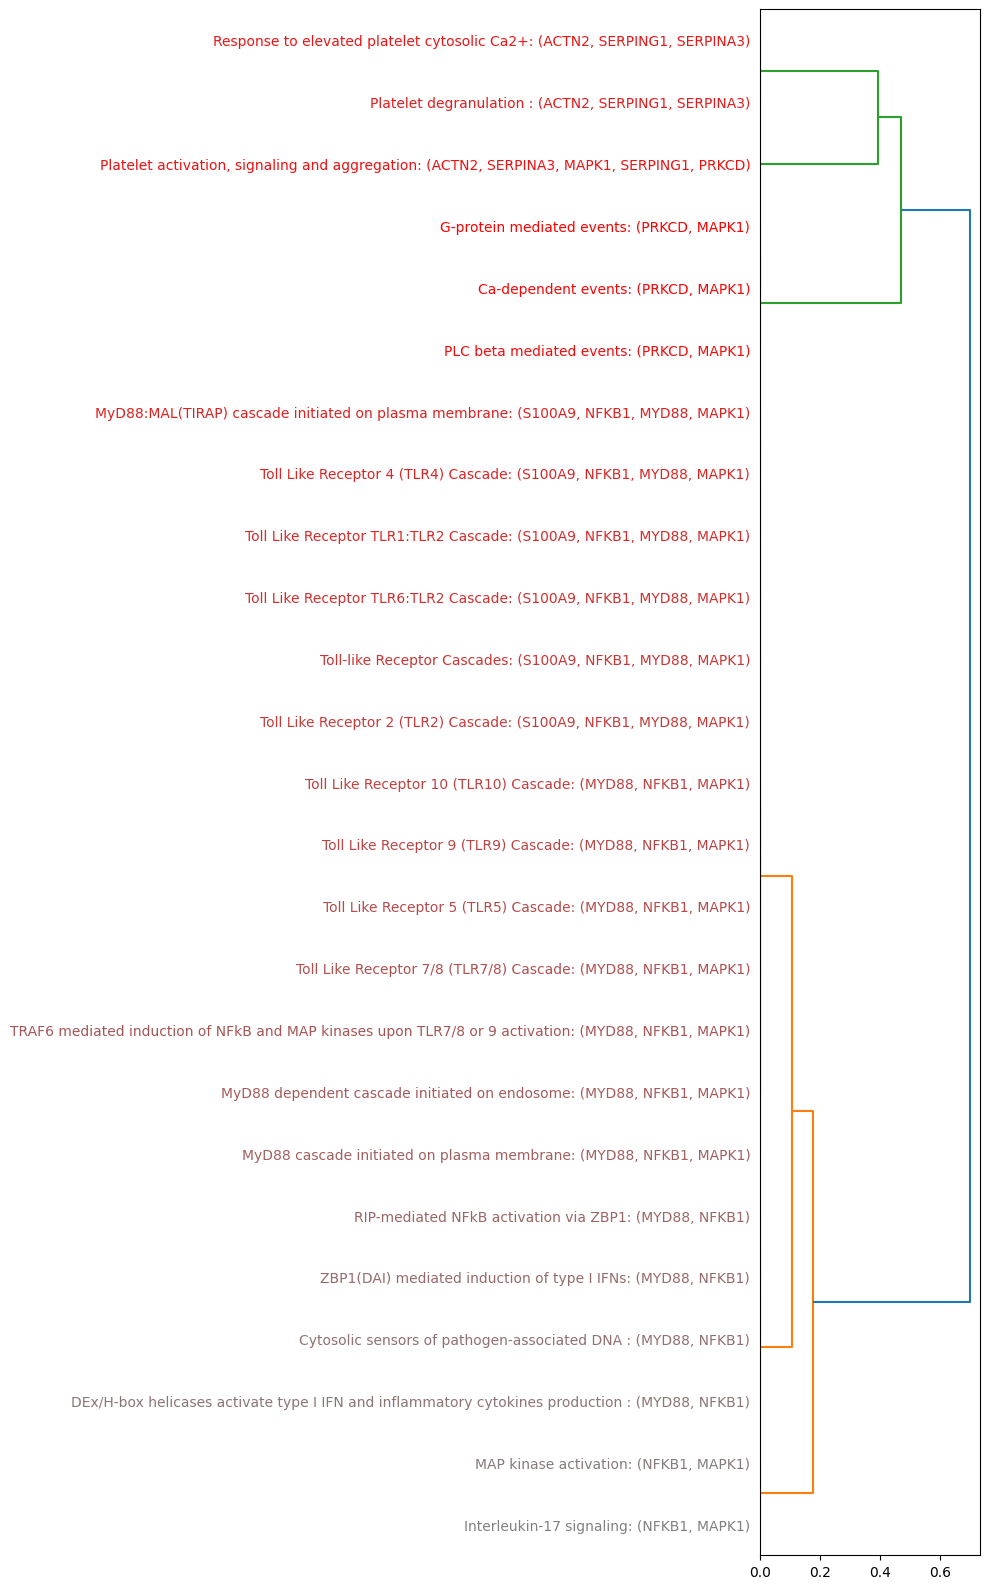 Response to elevated platelet cytosolic Ca2+: (ACTN2, SERPING1, SERPINA3)
Platelet degranulation : (ACTN2, SERPING1, SERPINA3)
Platelet activation, signaling and aggregation: (ACTN2, SERPINA3, MAPK1, SERPING1, PRKCD)
G-protein mediated events: (PRKCD, MAPK1)
Ca-dependent events: (PRKCD, MAPK1)
PLC beta mediated events: (PRKCD, MAPK1)
MyD88:MAL(TIRAP) cascade initiated on plasma membrane: (S100A9, NFKB1, MYD88, MAPK1)
Toll Like Receptor 4 (TLR4) Cascade: (S100A9, NFKB1, MYD88, MAPK1)
Toll Like Receptor TLR1:TLR2 Cascade: (S100A9, NFKB1, MYD88, MAPK1)
Toll Like Receptor TLR6:TLR2 Cascade: (S100A9, NFKB1, MYD88, MAPK1)
Toll-like Receptor Cascades: (S100A9, NFKB1, MYD88, MAPK1)
Toll Like Receptor 2 (TLR2) Cascade: (S100A9, NFKB1, MYD88, MAPK1)
Toll Like Receptor 10 (TLR10) Cascade: (MYD88, NFKB1, MAPK1)
Toll Like Receptor 9 (TLR9) Cascade: (MYD88, NFKB1, MAPK1)
Toll Like Receptor 5 (TLR5) Cascade: (MYD88, NFKB1, MAPK1)
Toll Like Receptor 7/8 (TLR7/8) Cascade: (MYD88, NFKB1, MAPK1)
TRAF6 mediated induction of NFkB and MAP kinases upon TLR7/8 or 9 activation: (MYD88, NFKB1, MAPK1)
MyD88 dependent cascade initiated on endosome: (MYD88, NFKB1, MAPK1)
MyD88 cascade initiated on plasma membrane: (MYD88, NFKB1, MAPK1)
RIP-mediated NFkB activation via ZBP1: (MYD88, NFKB1)
ZBP1(DAI) mediated induction of type I IFNs: (MYD88, NFKB1)
Cytosolic sensors of pathogen-associated DNA : (MYD88, NFKB1)
DEx/H-box helicases activate type I IFN and inflammatory cytokines production : (MYD88, NFKB1)
MAP kinase activation: (NFKB1, MAPK1)
Interleukin-17 signaling: (NFKB1, MAPK1)
0.0 0.2 0.4 0.6